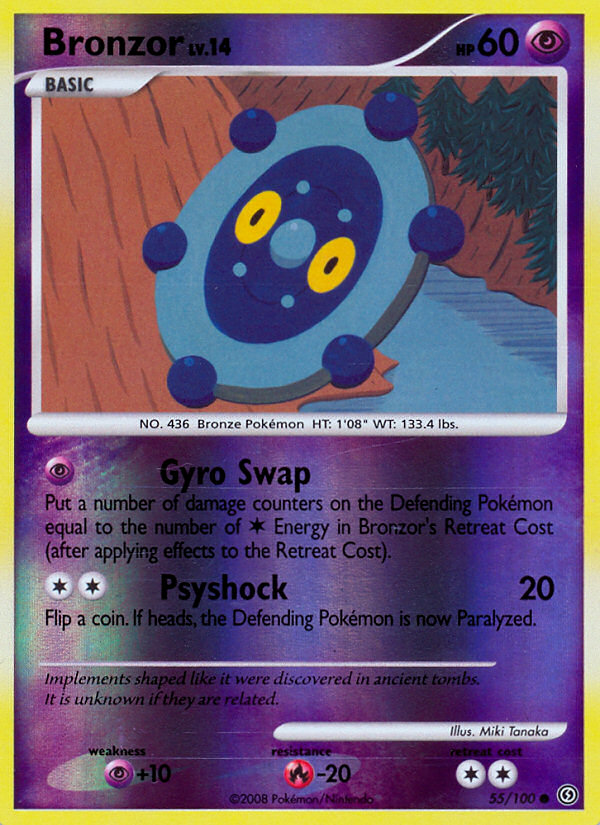 Bronzor LV.14 HP 60
BASIC
NO. 436 Bronze Pokémon HT: 1'08" WT: 133.4 lbs.
Gyro Swap
Put a number of damage counters on the Defending Pokémon
equal to the number of Energy in Bronzor's Retreat Cost
(after applying effects to the Retreat Cost).
Psyshock 20
Flip a coin. If heads, the Defending Pokémon is now Paralyzed.
Implements shaped like it were discovered in ancient tombs.
It is unknown if they are related.
Illus. Miki Tanaka
weakness resistance retreat cost
+10 -20
©2008 Pokémon/Nintendo 55/100